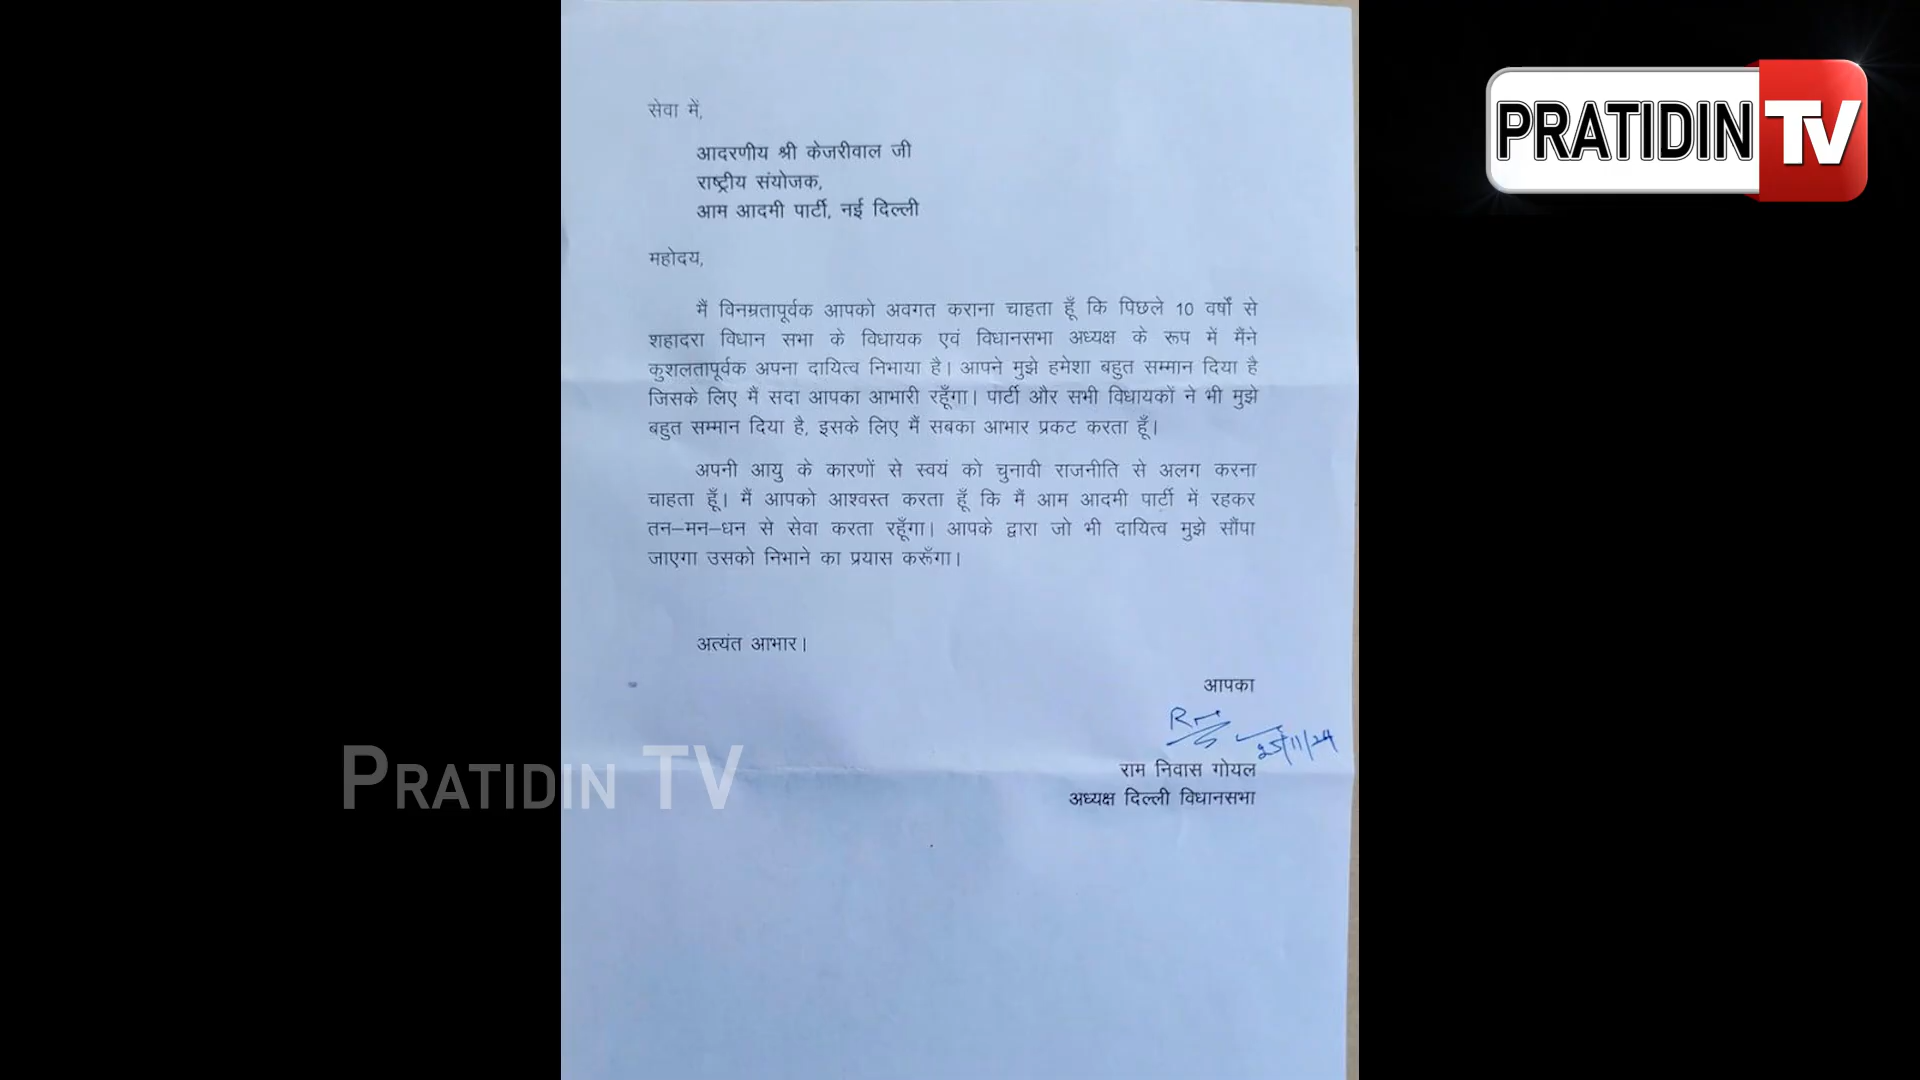 PRATIDIN TV
सेवा में,
आदरणीय श्री केजरीवाल जी
राष्ट्रीय संयोजक,
आम आदमी पार्टी, नई दिल्ली
महोदय,
मैं विनम्रतापूर्वक आपको अवगत कराना चाहता हूँ कि पिछले 10 वर्षों से
शहादरा विधान सभा के विधायक एवं विधानसभा अध्यक्ष के रूप में मैंने
कुशलतापूर्वक अपना दायित्व निभाया है। आपने मुझे हमेशा बहुत सम्मान दिया है
जिसके लिए मैं सदा आपका आभारी रहूँगा। पार्टी और सभी विधायकों ने भी मुझे
बहुत सम्मान दिया है, इसके लिए मैं सबका आभार प्रकट करता हूँ।
अपनी आयु के कारणों से स्वयं को चुनावी राजनीति से अलग करना
चाहता हूँ। मैं आपको आश्वस्त करता हूँ कि मैं आम आदमी पार्टी में रहकर
तन–मन–धन से सेवा करता रहूँगा। आपके द्वारा जो भी दायित्व मुझे सौंपा
जाएगा उसको निभाने का प्रयास करूँगा।
अत्यंत आभार।
आपका
राम निवास गोयल
अध्यक्ष दिल्ली विधानसभा
PRATIDIN TV